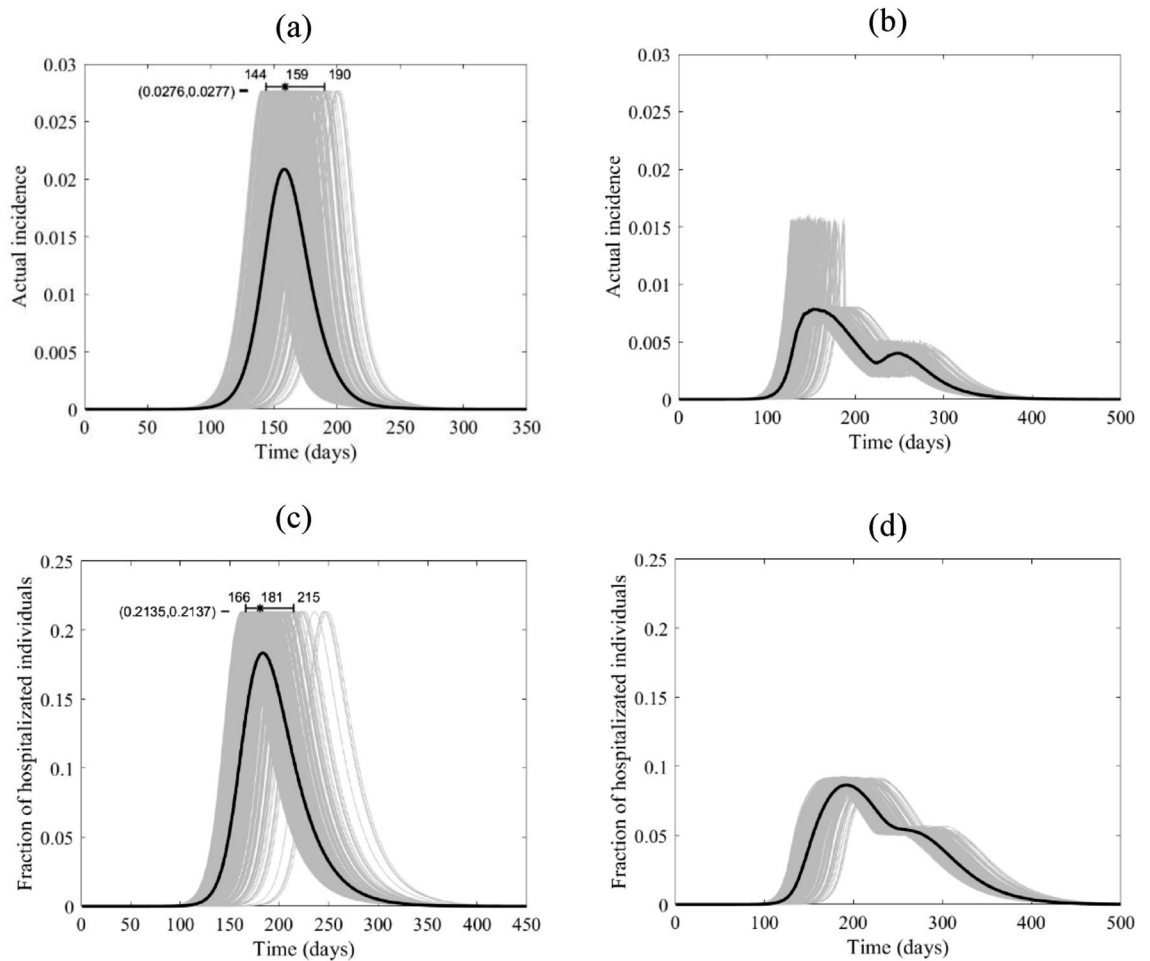 (a)
0.03
0.025
0.02
0.015
0.01
0.005
0
144 159 190
(0.0276,0.0277)
Actual incidence
0 50 100 150 200 250 300 350
Time (days)
(b)
0.03
0.025
0.02
0.015
0.01
0.005
0
Actual incidence
0 100 200 300 400 500
Time (days)
(c)
0.25
0.2
0.15
0.1
0.05
0
166 181 215
(0.2135,0.2137)
Fraction of hospitalizated individuals
0 50 100 150 200 250 300 350 400 450
Time (days)
(d)
0.25
0.2
0.15
0.1
0.05
0
Fraction of hospitalizated individuals
0 100 200 300 400 500
Time (days)